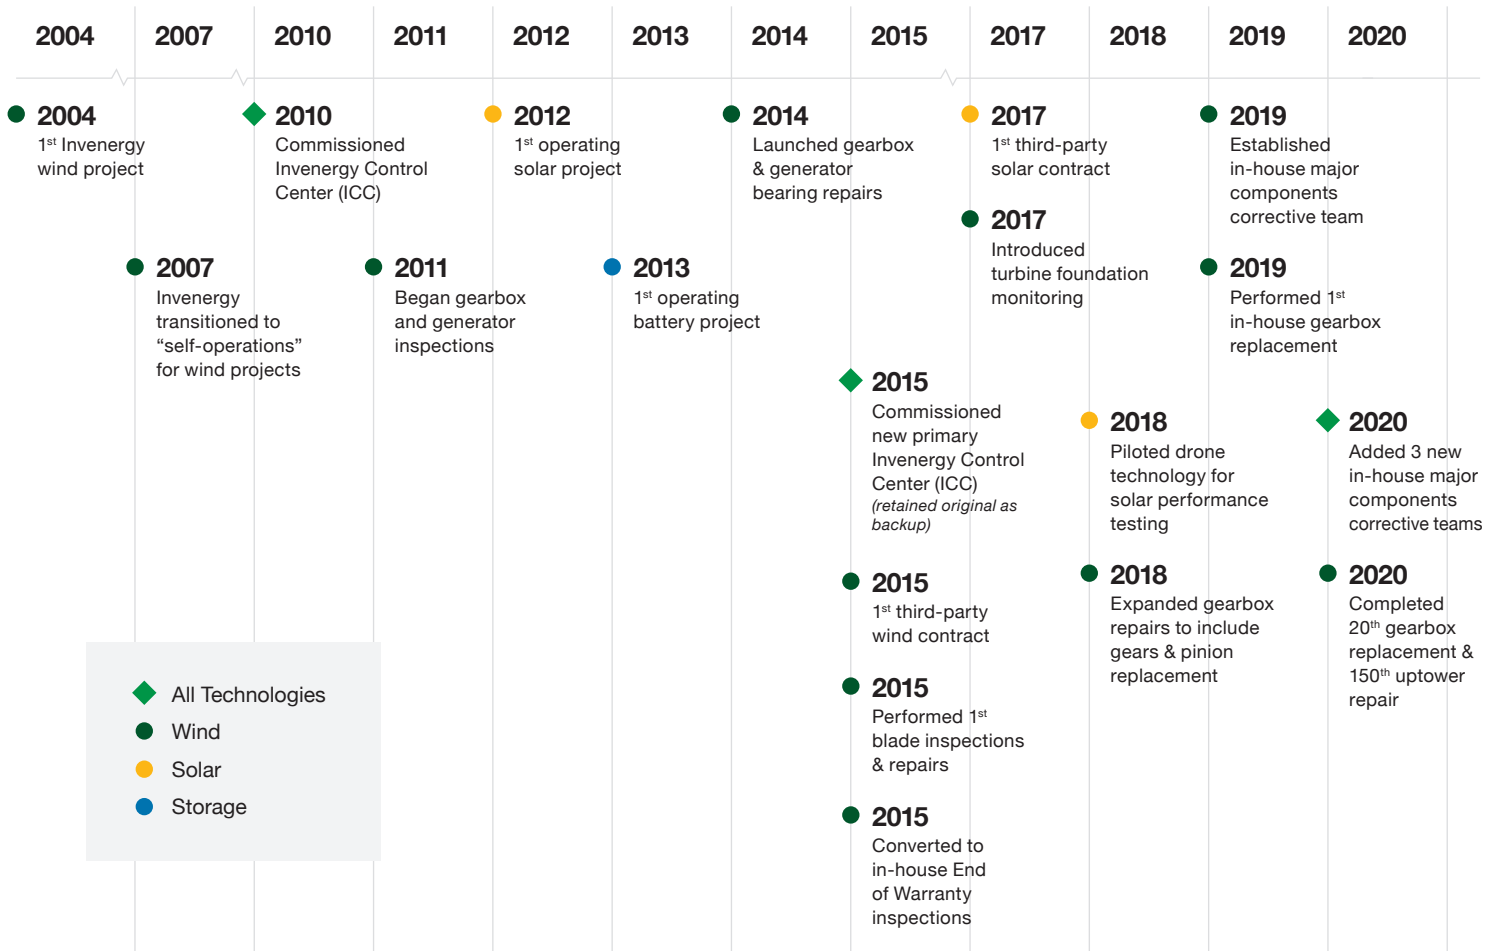 2004 2007 2010 2011 2012 2013 2014 2015 2017 2018 2019 2020
2004
1st Invenergy
wind project
2007
Invenergy
transitioned to
“self-operations”
for wind projects
2010
Commissioned
Invenergy Control
Center (ICC)
2011
Began gearbox
and generator
inspections
2012
1st operating
solar project
2013
1st operating
battery project
2014
Launched gearbox
& generator
bearing repairs
2015
Commissioned
new primary
Invenergy Control
Center (ICC)
(retained original as
backup)
2015
1st third-party
wind contract
2015
Performed 1st
blade inspections
& repairs
2015
Converted to
in-house End
of Warranty
inspections
2017
1st third-party
solar contract
2017
Introduced
turbine foundation
monitoring
2018
Piloted drone
technology for
solar performance
testing
2018
Expanded gearbox
repairs to include
gears & pinion
replacement
2019
Established
in-house major
components
corrective team
2019
Performed 1st
in-house gearbox
replacement
2020
Added 3 new
in-house major
components
corrective teams
2020
Completed
20th gearbox
replacement &
150th uptower
repair
All Technologies
Wind
Solar
Storage